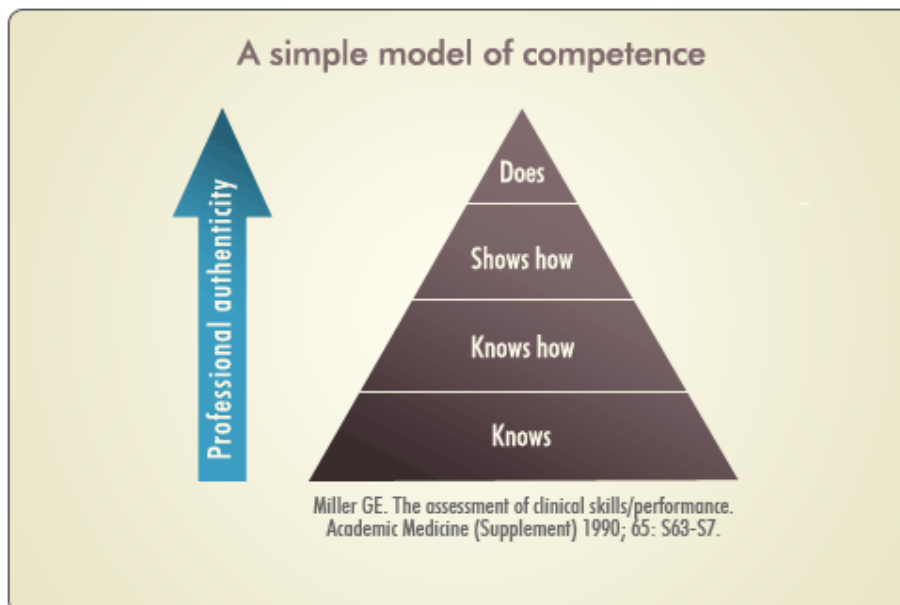 A simple model of competence
Professional authenticity
Does
Shows how
Knows how
Knows
Miller GE. The assessment of clinical skills/performance.
Academic Medicine (Supplement) 1990; 65: S63-S7.